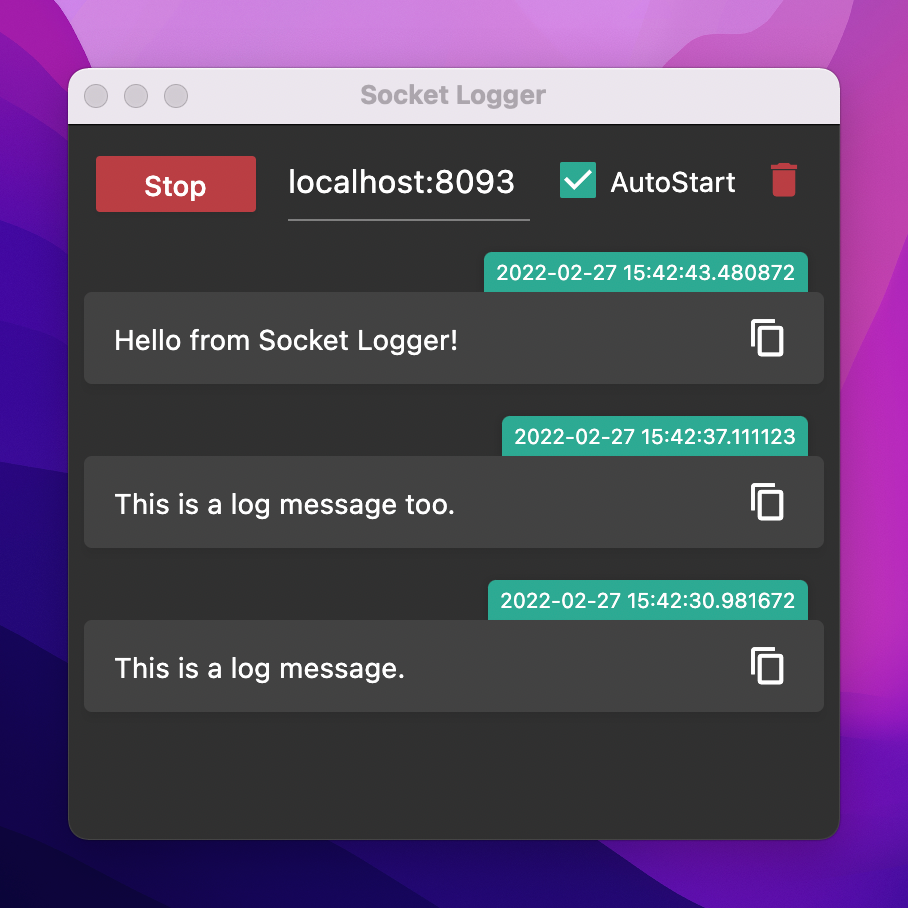 Socket Logger
Stop localhost:8093 AutoStart
2022-02-27 15:42:43.480872
Hello from Socket Logger!
2022-02-27 15:42:37.111123
This is a log message too.
2022-02-27 15:42:30.981672
This is a log message.